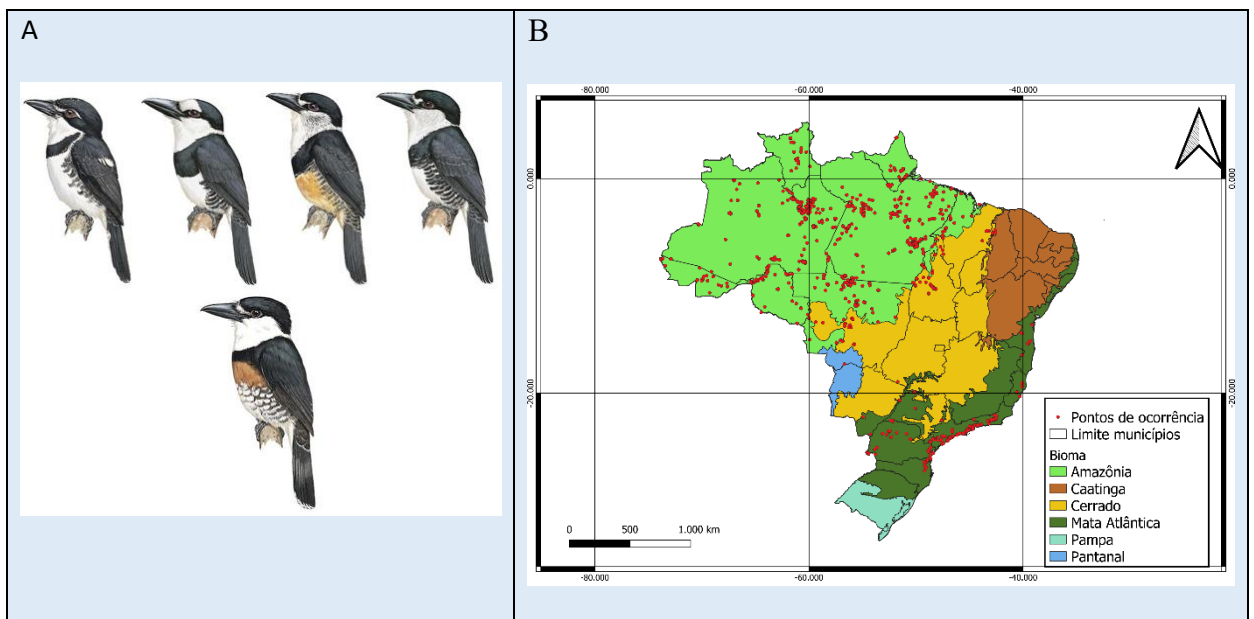 A
B
-80.000
-60.000
-40.000
0.000
0.000
-20.000
-20.000
Pontos de ocorrência
Limite municípios
Bioma
Amazônia
Caatinga
Cerrado
Mata Atlântica
Pampa
Pantanal
0 500 1.000 km
-80.000
-60.000
-40.000